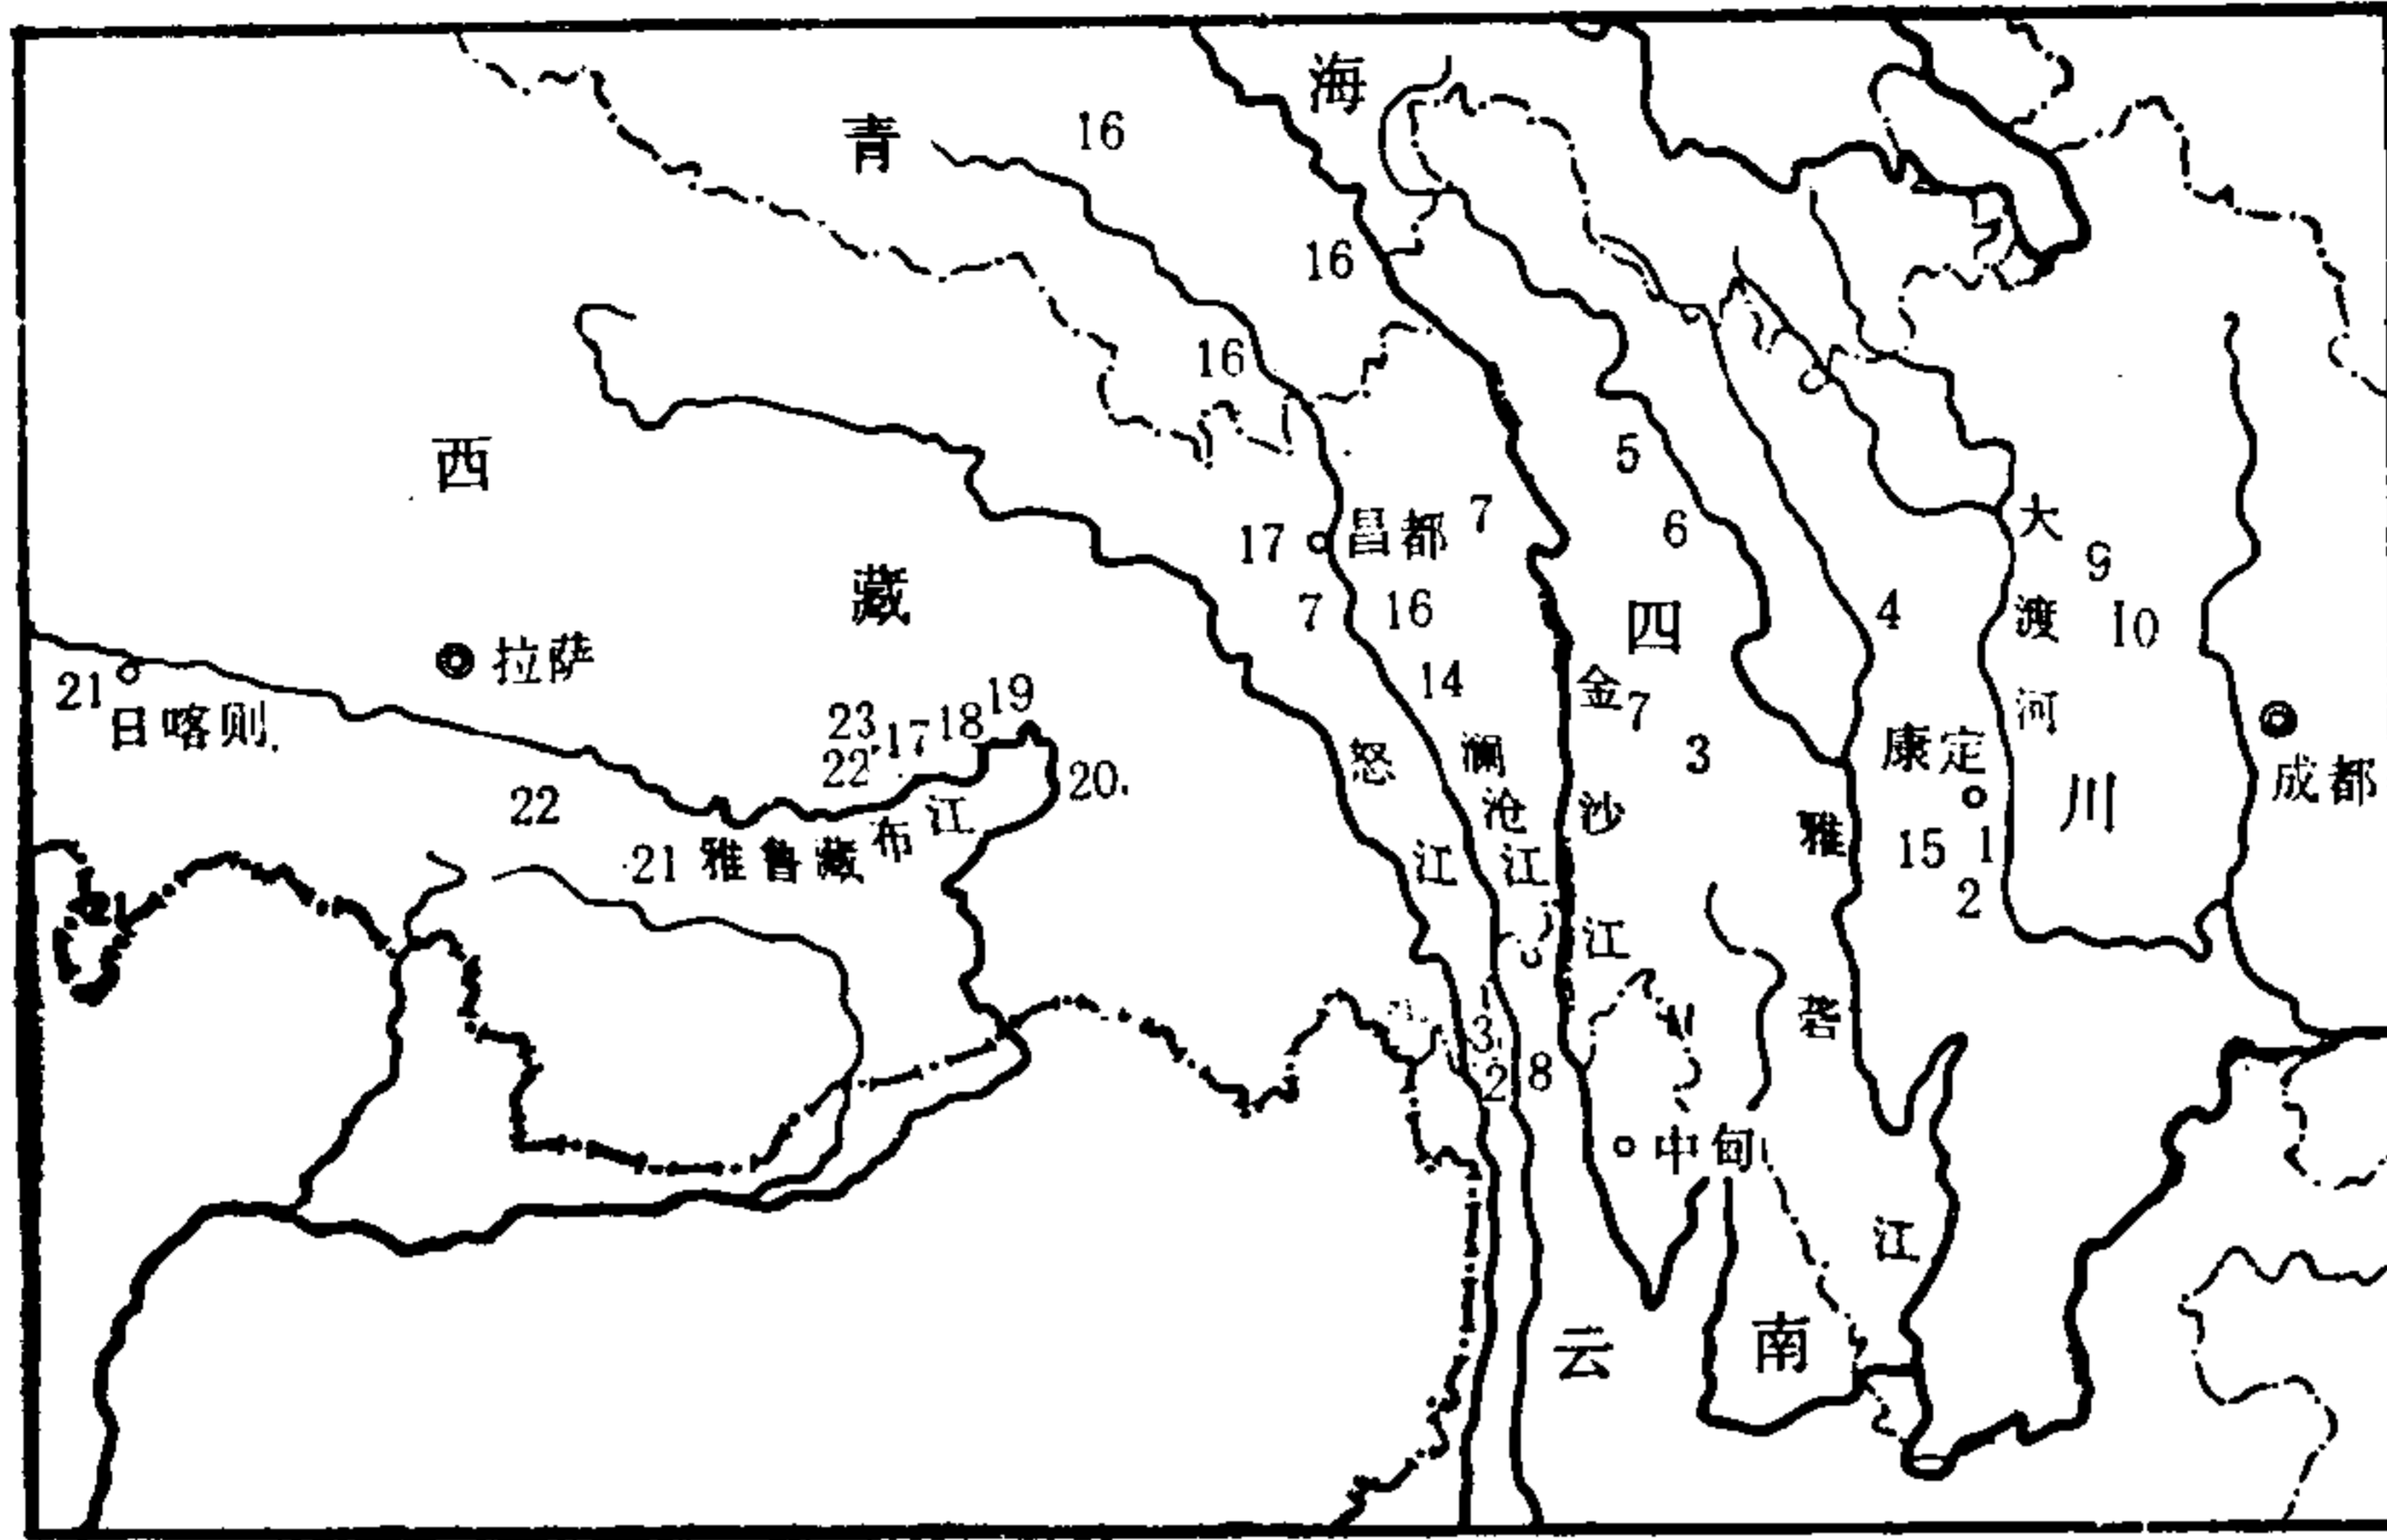 海
青 16
16
16
西
5
17 昌都 7
6
大
9
藏
7 16
四
4
渡 10
拉萨
21 日喀则
14
金 7
河
23 17 18 19
22
20
怒
澜
3
康定
成都
22
江
沧
沙
川
21 雅鲁藏布江
江
江
雅
15 1
2
21
江
砻
1
3
2 8
中甸
江
云
南